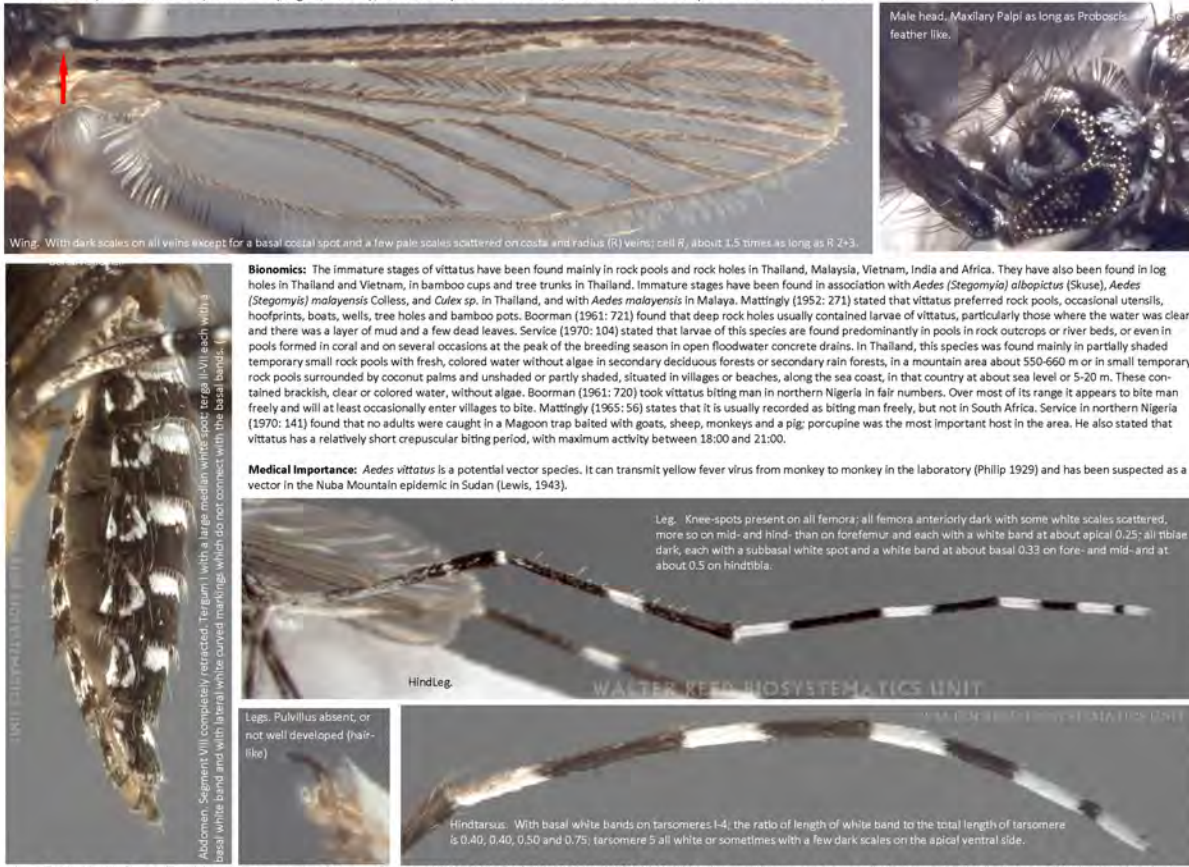 Male head. Maxilary Palpi as long as Proboscis.
feather like.
Wing. With dark scales on all veins except for a basal costal spot and a few pale scales scattered on costa and radius (R) veins; cell R, about 1.5 times as long as R 2+3.
Bionomics: The immature stages of vittatus have been found mainly in rock pools and rock holes in Thailand, Malaysia, Vietnam, India and Africa. They have also been found in log
holes in Thailand and Vietnam, in bamboo cups and tree trunks in Thailand. Immature stages have been found in association with Aedes (Stegomyia) albopictus (Skuse), Aedes
(Stegomyis) malayensis Colless, and Culex sp. in Thailand, and with Aedes malayensis in Malaya. Mattingly (1952: 271) stated that vittatus preferred rock pools, occasional utensils,
hoofprints, boats, wells, tree holes and bamboo pots. Boorman (1961: 721) found that deep rock holes usually contained larvae of vittatus, particularly those where the water was clear
and there was a layer of mud and a few dead leaves. Service (1970: 104) stated that larvae of this species are found predominantly in pools in rock outcrops or river beds, or even in
pools formed in coral and on several occasions at the peak of the breeding season in open floodwater concrete drains. In Thailand, this species was found mainly in partially shaded
temporary small rock pools with fresh, colored water without algae in secondary deciduous forests or secondary rain forests, in a mountain area about 550-660 m or in small temporary
rock pools surrounded by coconut palms and unshaded or partly shaded, situated in villages or beaches, along the sea coast, in that country at about sea level or 5-20 m. These con-
tained brackish, clear or colored water, without algae. Boorman (1961: 720) took vittatus biting man in northern Nigeria in fair numbers. Over most of its range it appears to bite man
freely and will at least occasionally enter villages to bite. Mattingly (1965: 56) states that it is usually recorded as biting man freely, but not in South Africa. Service in northern Nigeria
(1970: 141) found that no adults were caught in a Magoon trap baited with goats, sheep, monkeys and a pig; porcupine was the most important host in the area. He also stated that
vittatus has a relatively short crepuscular biting period, with maximum activity between 18:00 and 21:00.
Medical Importance: Aedes vittatus is a potential vector species. It can transmit yellow fever virus from monkey to monkey in the laboratory (Philip 1929) and has been suspected as a
vector in the Nuba Mountain epidemic in Sudan (Lewis, 1943).
Abdomen. Segment VIII completely retracted. Tergum I with a large median white spot; terga II-VII each with a
basal white band and with lateral white curved markings which do not connect with the basal bands. (
Leg. Knee-spots present on all femora; all femora anteriorly dark with some white scales scattered,
more so on mid- and hind- than on forefemur and each with a white band at about apical 0.25; all tibiae
dark, each with a subbasal white spot and a white band at about basal 0.33 on fore- and mid- and at
about 0.5 on hindtibia.
HindLeg.
WALTER REED BIOSYSTEMATICS UNIT
Legs. Pulvillus absent, or
not well developed (hair-
like)
Hindtarsus. With basal white bands on tarsomeres I-4; the ratio of length of white band to the total length of tarsomere
is 0.40, 0.40, 0.50 and 0.75; tarsomere 5 all white or sometimes with a few dark scales on the apical ventral side.